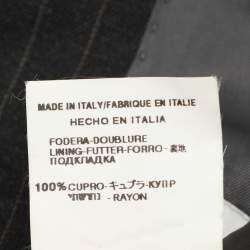 MADE IN ITALY/FABRIQUE EN ITALIE
HECHO EN ITALIA
FODERA-DOUBLURE
LINING-FUTTER-FORRO-裏地
ПОДКЛАДКА
100% CUPRO-キュプラ-КУПР
- RAYON